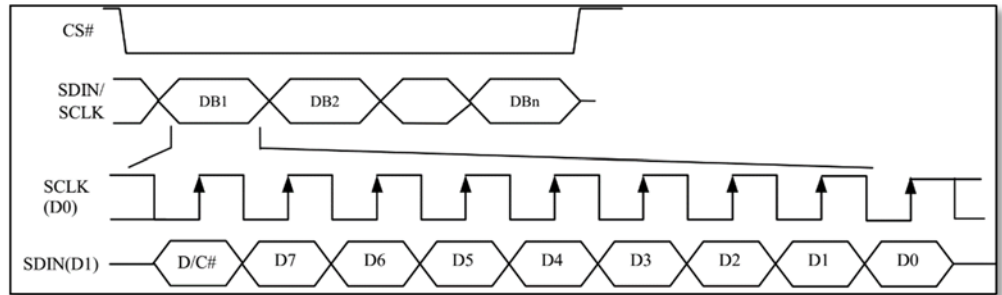 CS#
SDIN/
SCLK
DB1 DB2 DBn
SCLK
(D0)
SDIN(D1) D/C# D7 D6 D5 D4 D3 D2 D1 D0